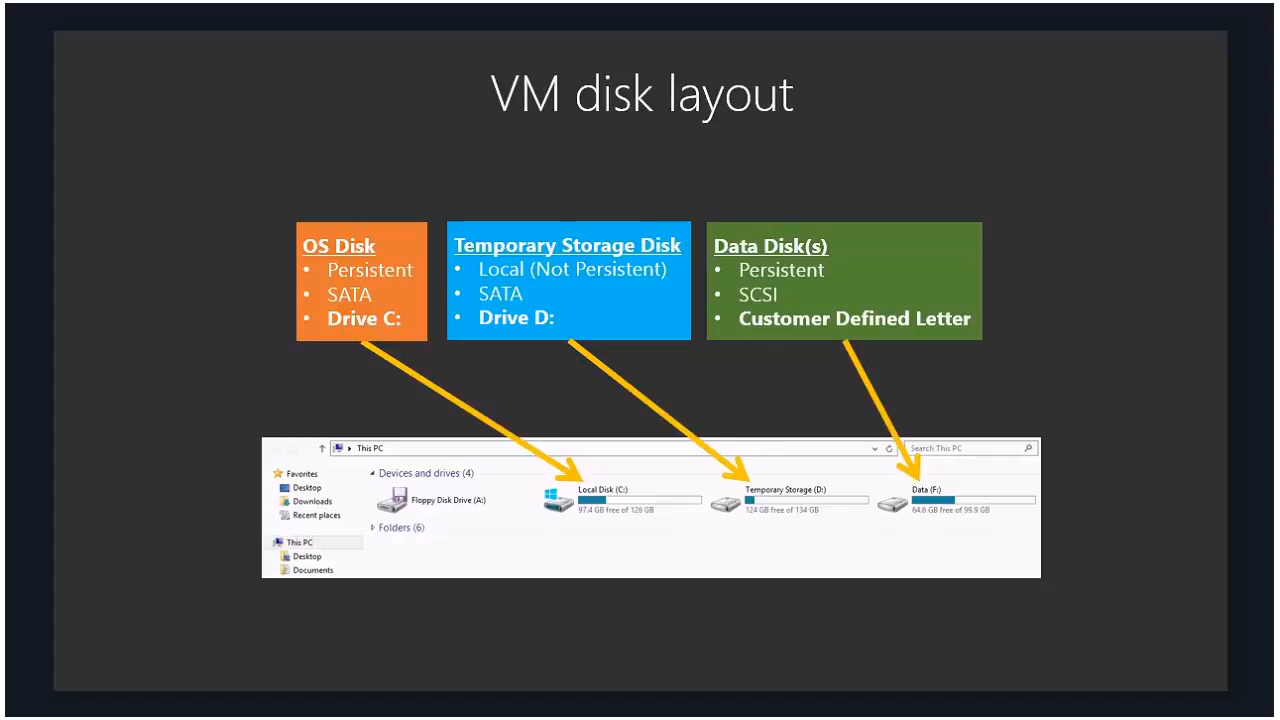 VM disk layout
OS Disk
• Persistent
• SATA
• Drive C:
Temporary Storage Disk
• Local (Not Persistent)
• SATA
• Drive D:
Data Disk(s)
• Persistent
• SCSI
• Customer Defined Letter
This PC
Search This PC
Favorites
Desktop
Downloads
Recent places
This PC
Desktop
Documents
Devices and drives (4)
Floppy Disk Drive (A:)
Local Disk (C:)
97.4 GB free of 126 GB
Temporary Storage (D:)
124 GB free of 134 GB
Data (F:)
64.6 GB free of 99.9 GB
Folders (6)